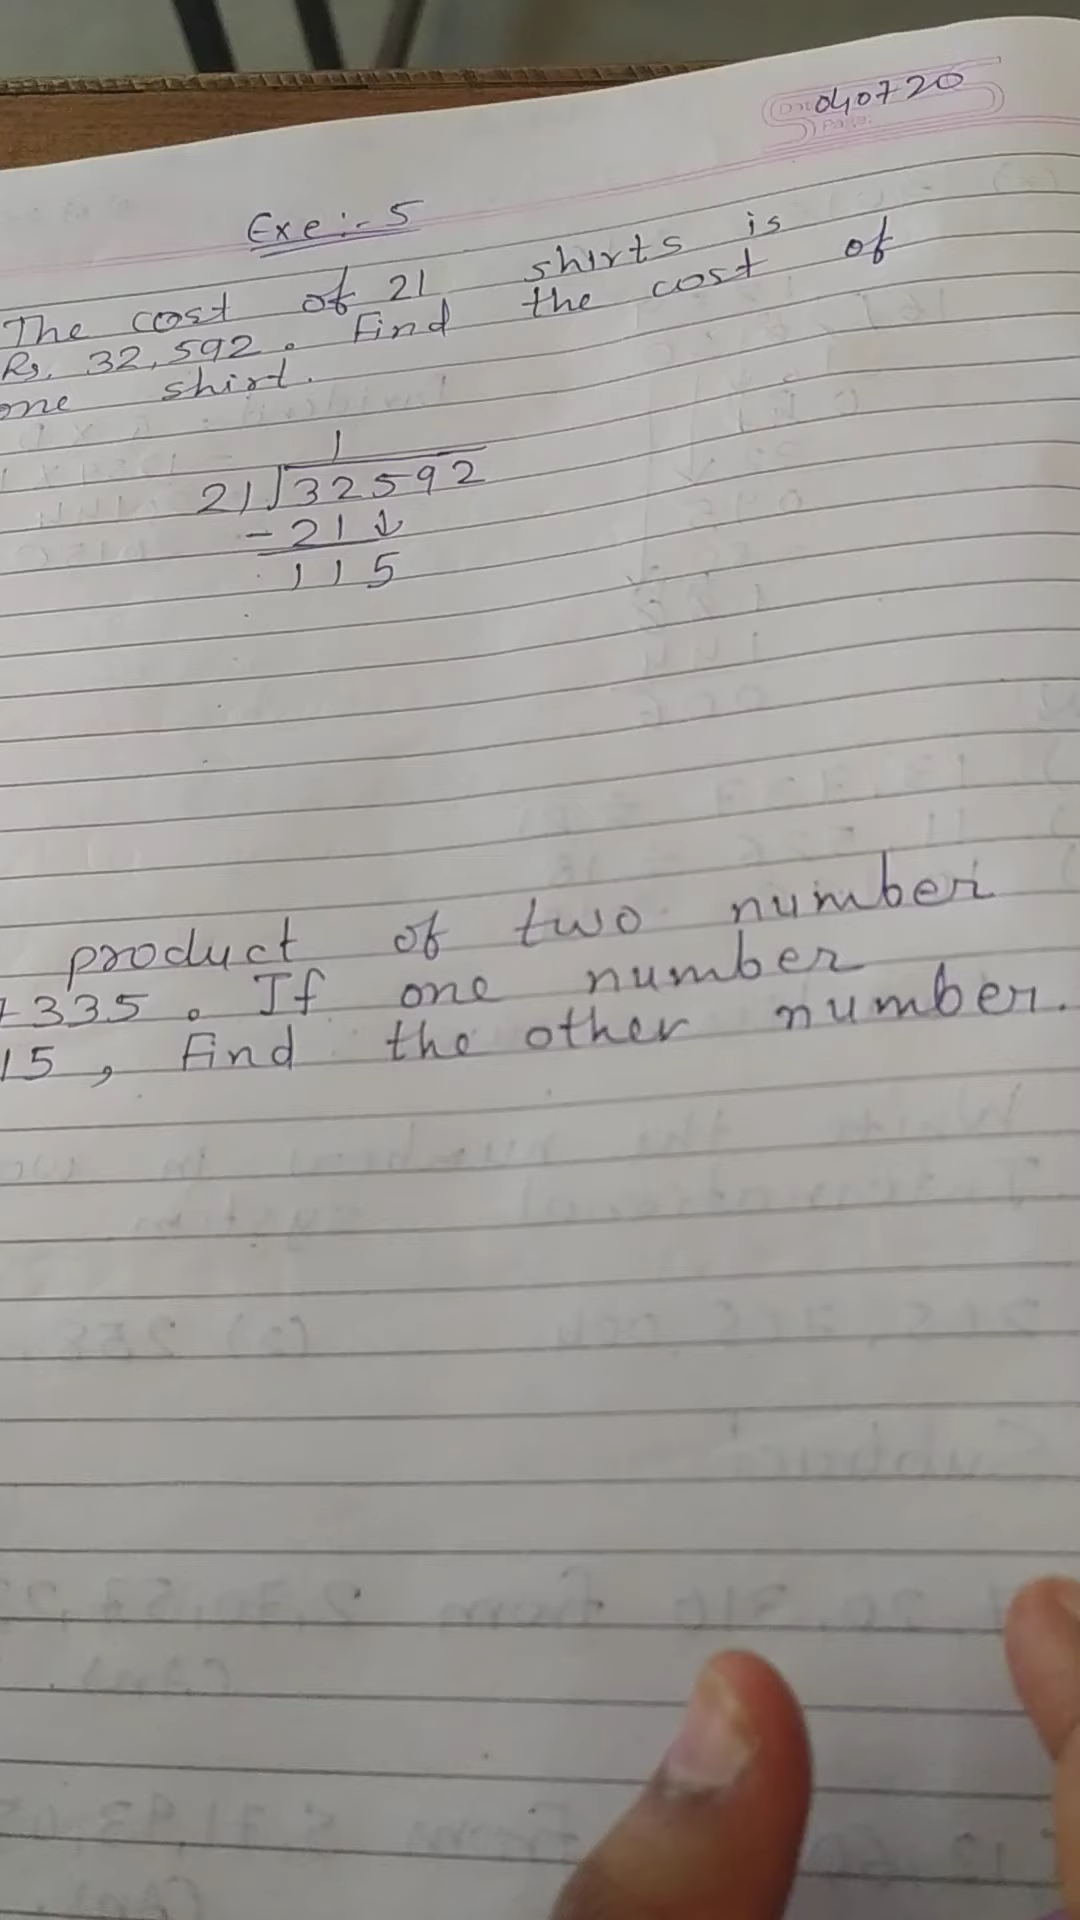 040720
Exe:- 5
The cost of 21 shirts is
Rs. 32,592. Find the cost of
one shirt.
1
21)32592
-21↓
115
product of two number
7335. If one number
15, Find the other number.